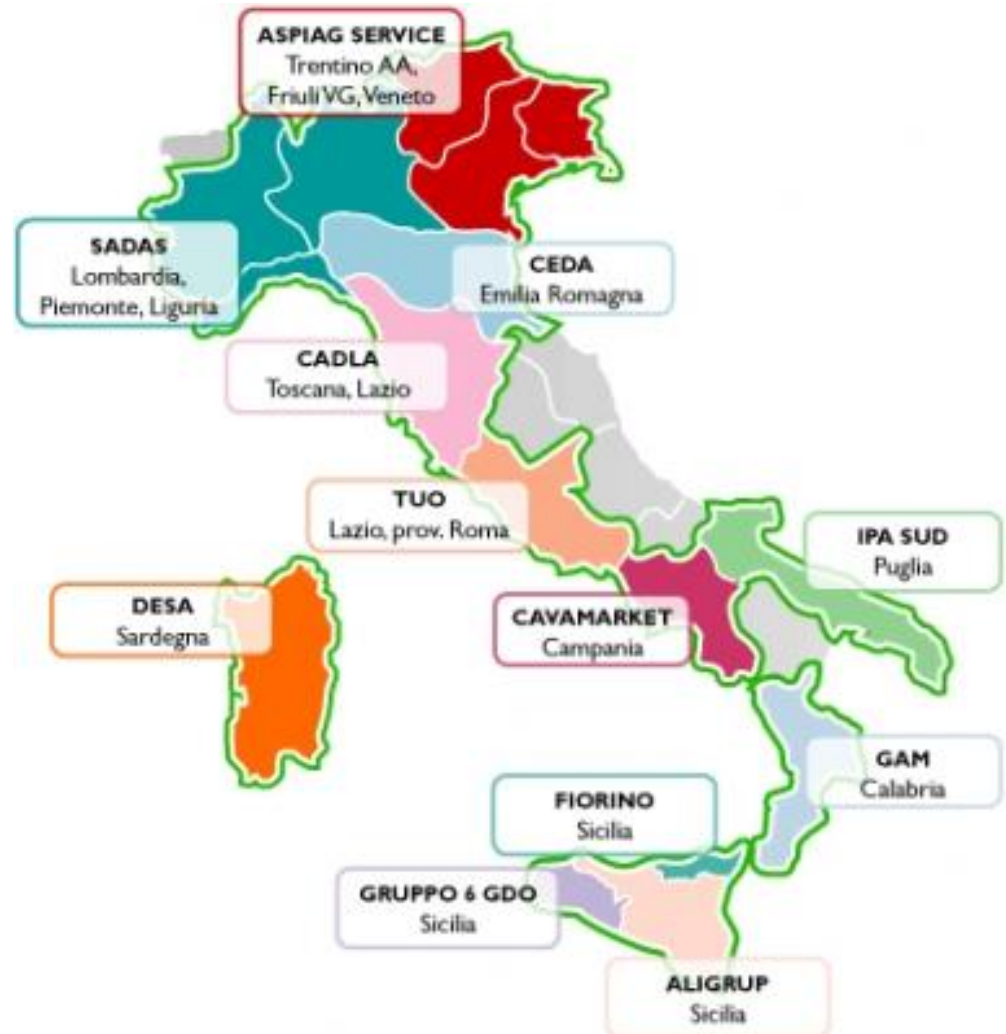 ASPIAG SERVICE
Trentino AA,
Friuli VG, Veneto
SADAS
Lombardia,
Piemonte, Liguria
CEDA
Emilia Romagna
CADLA
Toscana, Lazio
TUO
Lazio, prov. Roma
IPA SUD
Puglia
DESA
Sardegna
CAVAMARKET
Campania
GAM
Calabria
FIORINO
Sicilia
GRUPPO 6 GDO
Sicilia
ALIGRUP
Sicilia